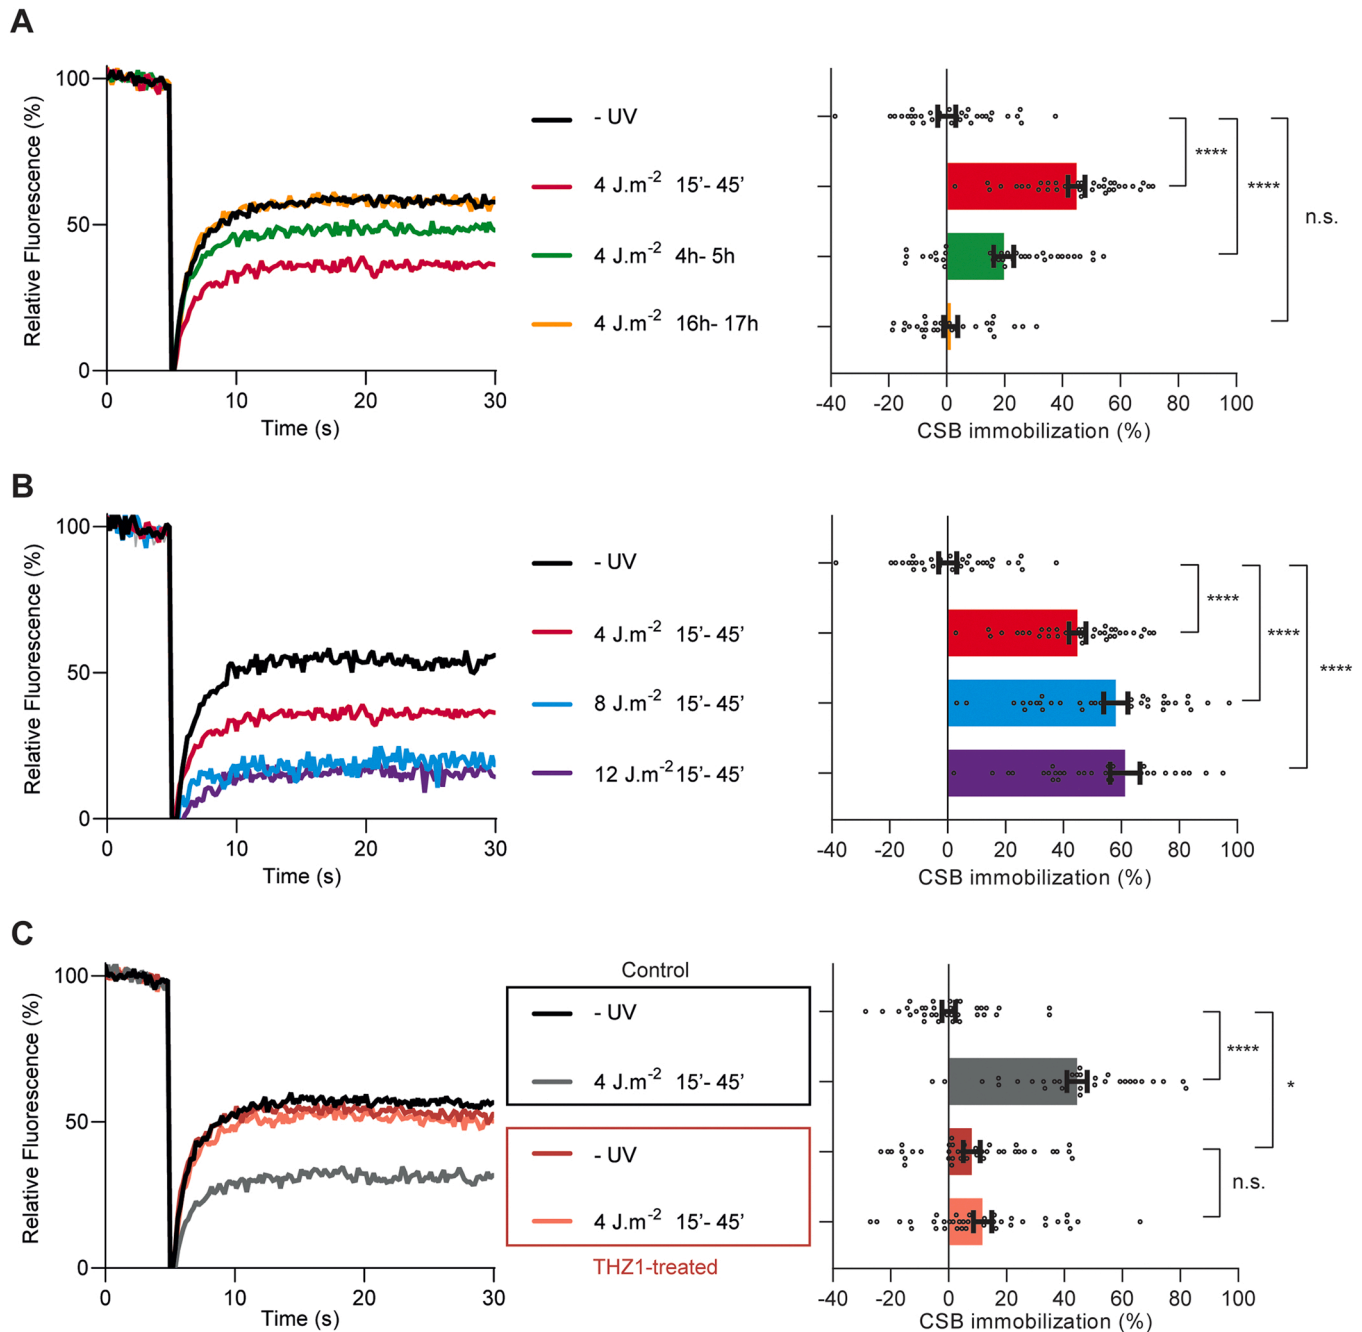 A
Relative Fluorescence (%)
100
50
0
0 10 20 30
Time (s)
- UV
4 J.m⁻² 15’- 45’
4 J.m⁻² 4h- 5h
4 J.m⁻² 16h- 17h
****
****
n.s.
-40 -20 0 20 40 60 80 100
CSB immobilization (%)
B
Relative Fluorescence (%)
100
50
0
0 10 20 30
Time (s)
- UV
4 J.m⁻² 15’- 45’
8 J.m⁻² 15’- 45’
12 J.m⁻² 15’- 45’
****
****
****
-40 -20 0 20 40 60 80 100
CSB immobilization (%)
C
Relative Fluorescence (%)
100
50
0
0 10 20 30
Time (s)
Control
- UV
4 J.m⁻² 15’- 45’
- UV
4 J.m⁻² 15’- 45’
THZ1-treated
****
*
n.s.
-40 -20 0 20 40 60 80 100
CSB immobilization (%)